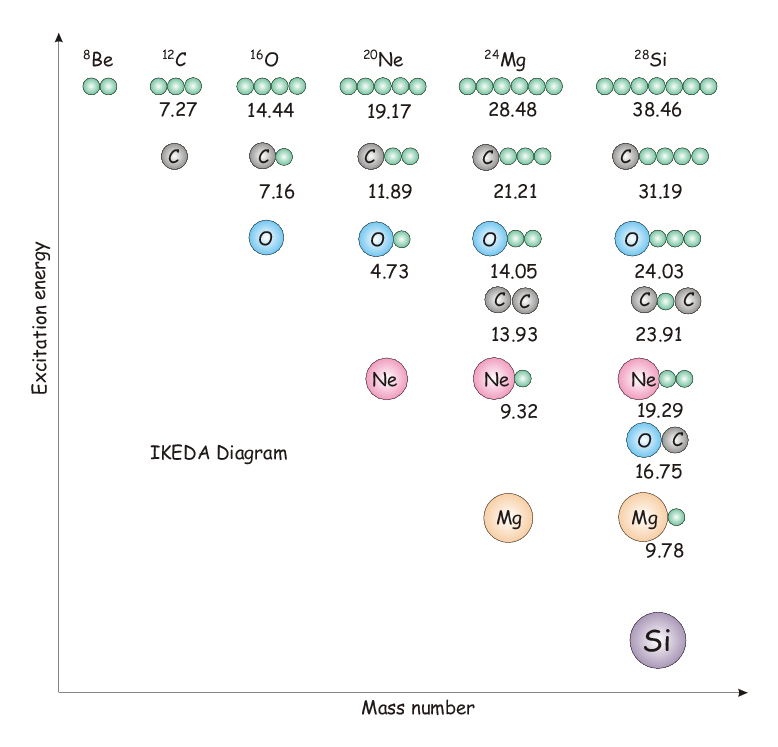 ⁸Be ¹²C ¹⁶O ²⁰Ne ²⁴Mg ²⁸Si
7.27 14.44 19.17 28.48 38.46
C C C C C
7.16 11.89 21.21 31.19
O O O O
4.73 14.05 24.03
C C C C
13.93 23.91
Ne Ne Ne
9.32 19.29
O C
IKEDA Diagram
16.75
Mg Mg
9.78
Si
Excitation energy
Mass number